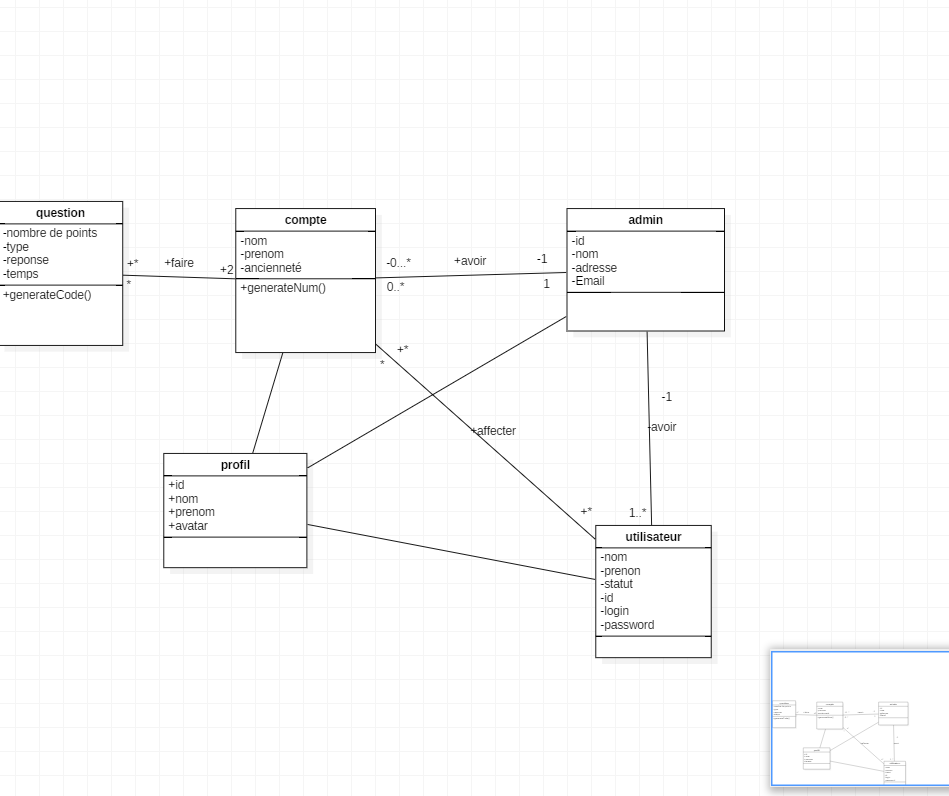 question
-nombre de points
-type
-reponse
-temps
+generateCode()
+*
+faire
+2
*
compte
-nom
-prenom
-ancienneté
+generateNum()
-0...*
+avoir
-1
0..*
1
admin
-id
-nom
-adresse
-Email
+*
*
+affecter
+*
-1
-avoir
1..*
profil
+id
+nom
+prenom
+avatar
utilisateur
-nom
-prenon
-statut
-id
-login
-password